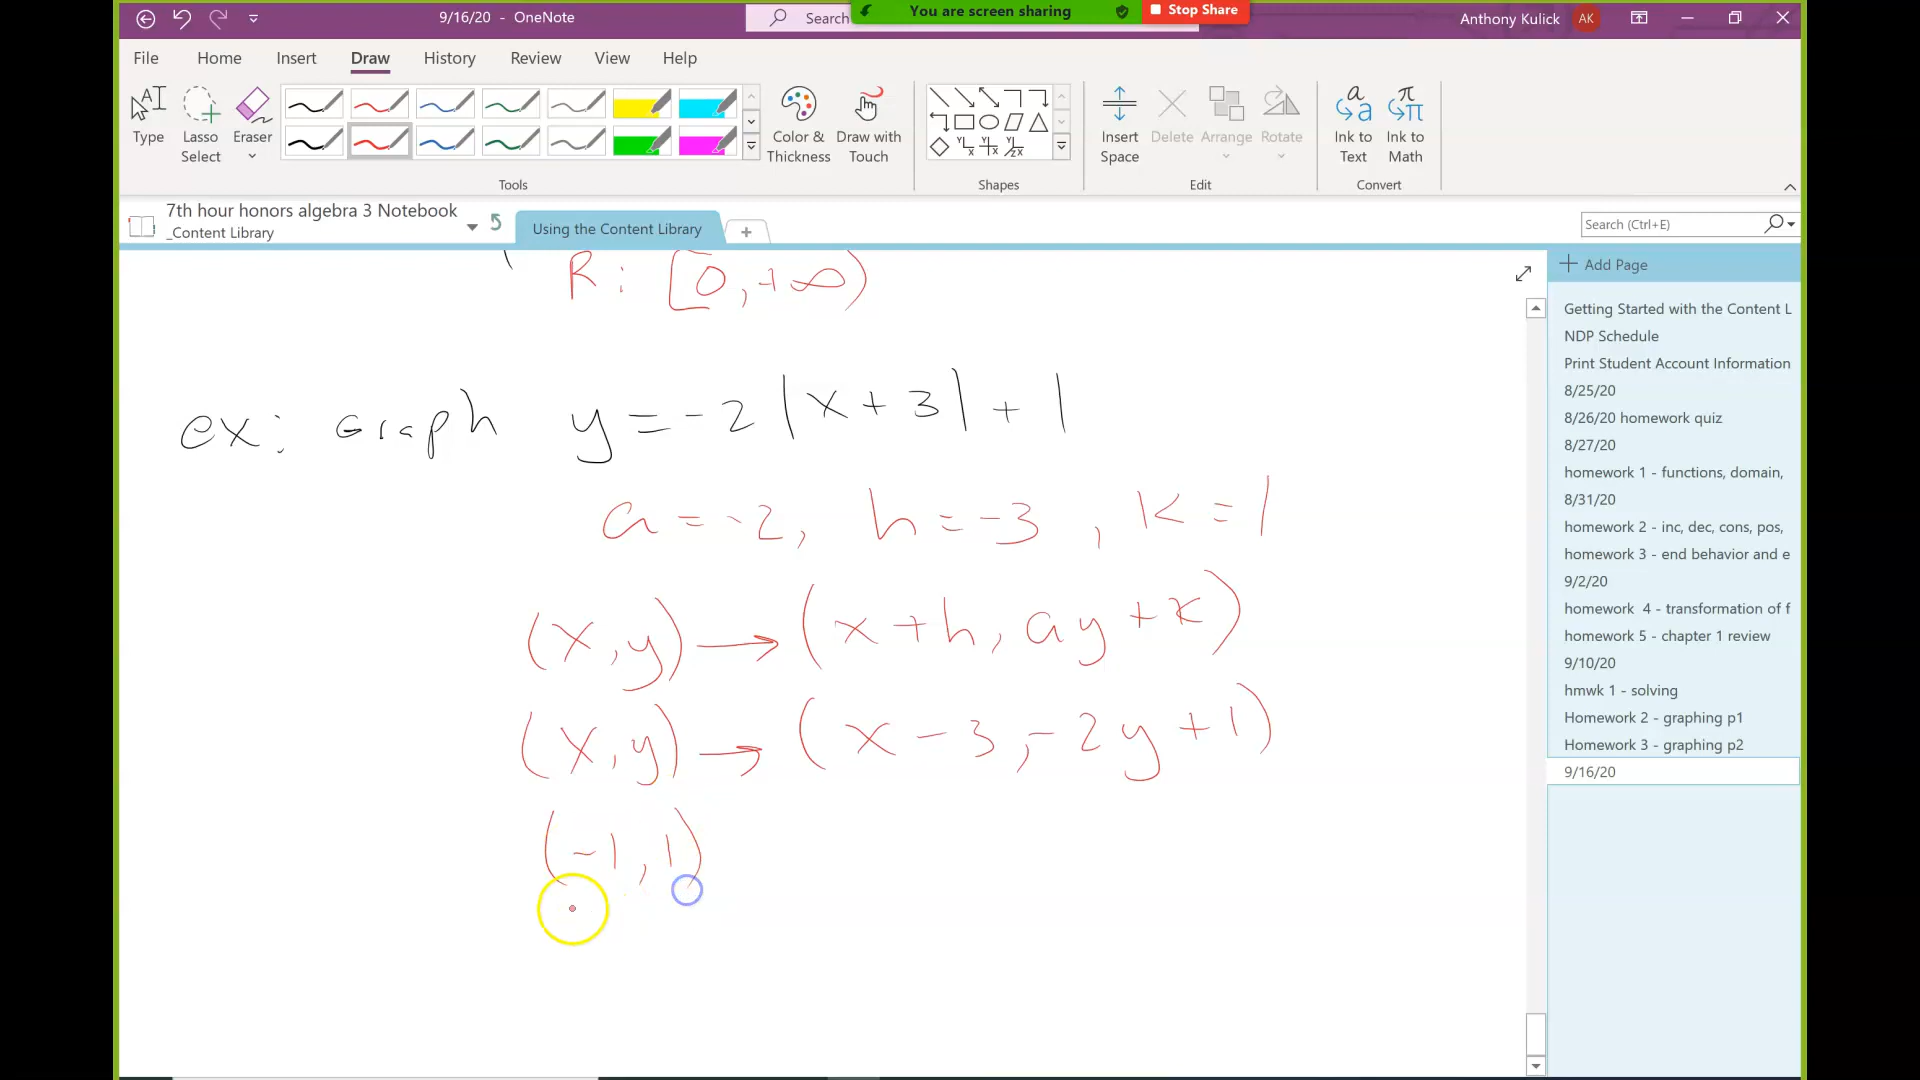 9/16/20 - OneNote
Search
You are screen sharing
Stop Share
Anthony Kulick
AK
File Home Insert Draw History Review View Help
Type
Lasso Select
Eraser
Color & Thickness
Draw with Touch
Insert Space
Delete
Arrange
Rotate
Ink to Text
Ink to Math
Tools
Shapes
Edit
Convert
7th hour honors algebra 3 Notebook
_Content Library
Using the Content Library
Search (Ctrl+E)
R: [0, +∞)
ex: Graph y = -2|x+3|+1
a = -2, h = -3, k = 1
(x,y) → (x+h, ay+k)
(x,y) → (x-3, -2y+1)
(-1, 1)
Add Page
Getting Started with the Content L
NDP Schedule
Print Student Account Information
8/25/20
8/26/20 homework quiz
8/27/20
homework 1 - functions, domain,
8/31/20
homework 2 - inc, dec, cons, pos,
homework 3 - end behavior and e
9/2/20
homework 4 - transformation of f
homework 5 - chapter 1 review
9/10/20
hmwk 1 - solving
Homework 2 - graphing p1
Homework 3 - graphing p2
9/16/20